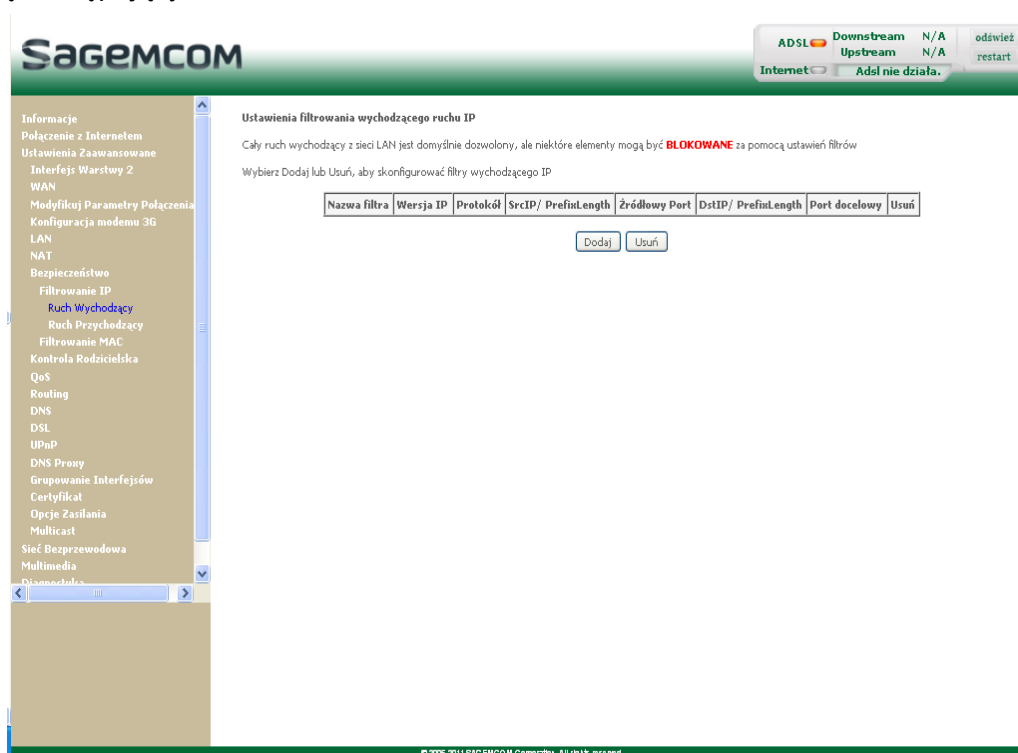 Sagemcom
ADSL Downstream N/A
Upstream N/A
Internet Adsl nie działa.
odśwież
restart
Informacje
Połączenie z Internetem
Ustawienia Zaawansowane
Interfejs Warstwy 2
WAN
Modyfikuj Parametry Połączenia
Konfiguracja modemu 3G
LAN
NAT
Bezpieczeństwo
Filtrowanie IP
Ruch Wychodzący
Ruch Przychodzący
Filtrowanie MAC
Kontrola Rodzicielska
QoS
Routing
DNS
DSL
UPnP
DNS Proxy
Grupowanie Interfejsów
Certyfikat
Opcje Zasilania
Multicast
Sieć Bezprzewodowa
Multimedia
Ustawienia filtrowania wychodzącego ruchu IP
Cały ruch wychodzący z sieci LAN jest domyślnie dozwolony, ale niektóre elementy mogą być BLOKOWANE za pomocą ustawień filtrów
Wybierz Dodaj lub Usuń, aby skonfigurować filtry wychodzącego IP
Nazwa filtra Wersja IP Protokół SrcIP/ PrefixLength Źródłowy Port DstIP/ PrefixLength Port docelowy Usuń
Dodaj Usuń